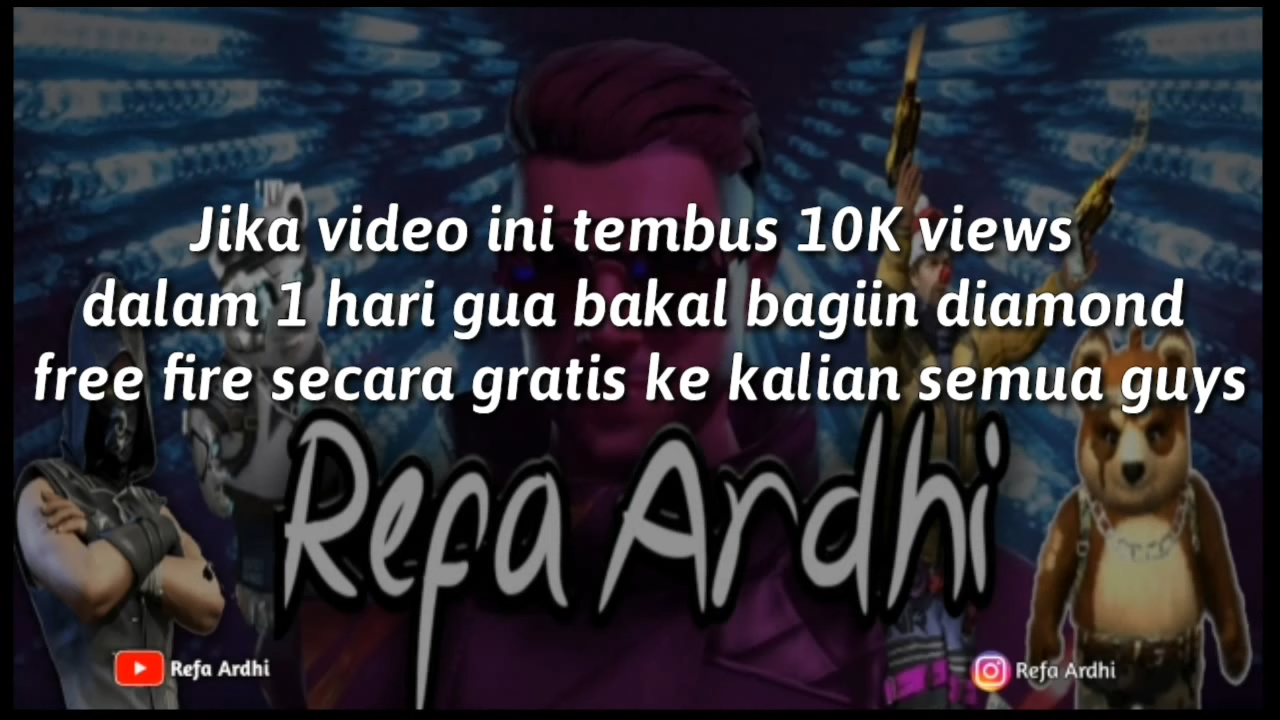 Jika video ini tembus 10K views
dalam 1 hari gua bakal bagiin diamond
free fire secara gratis ke kalian semua guys
Refa Ardhi
Refa Ardhi
Refa Ardhi